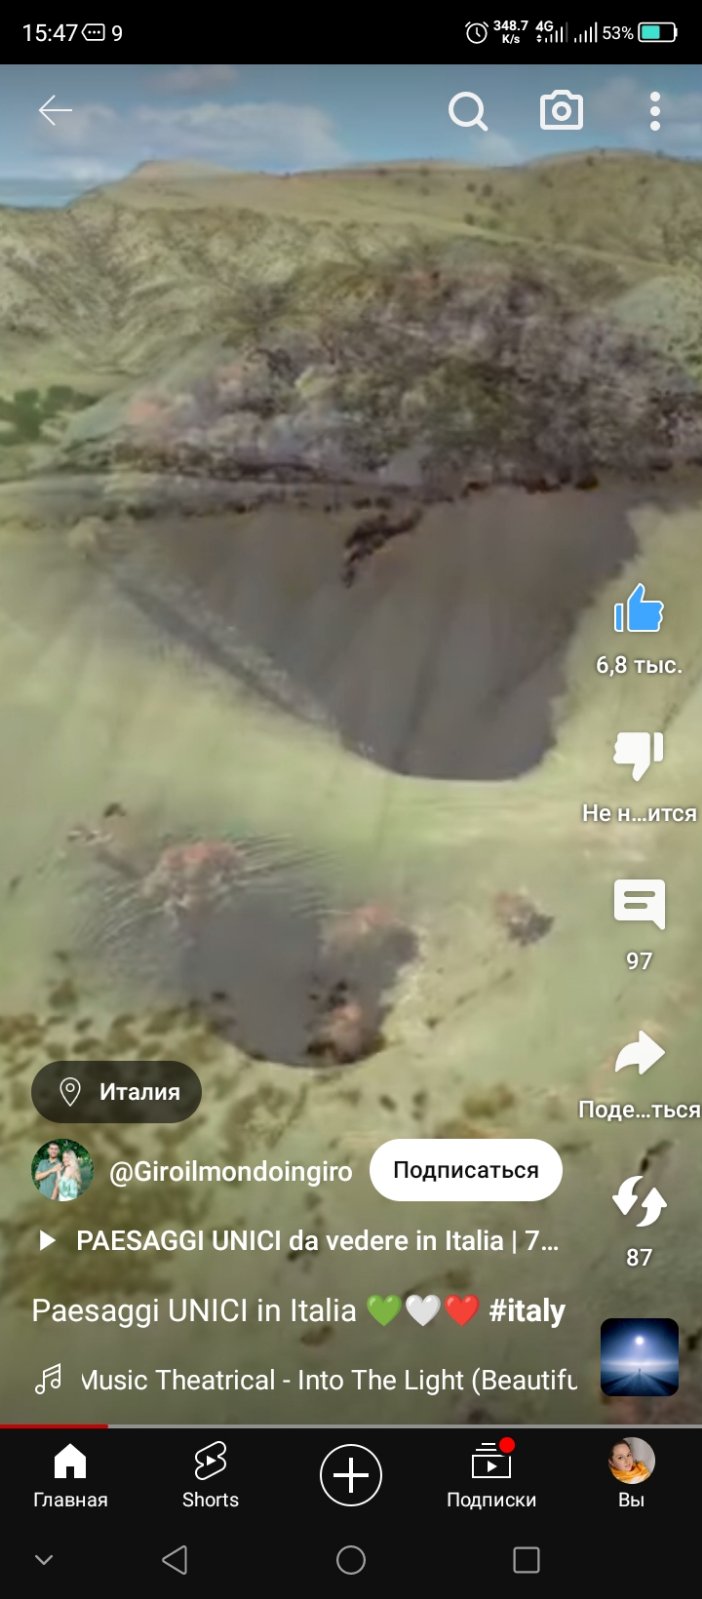 15:47 9 348.7 K/s 4G 53%
Италия
@Giroilmondoingiro Подписаться
PAESAGGI UNICI da vedere in Italia | 7...
Paesaggi UNICI in Italia 💚🤍❤️ #italy
Music Theatrical - Into The Light (Beautifu
6,8 тыс.
Не н...ится
97
Поде...ться
87
Главная Shorts Подписки Вы